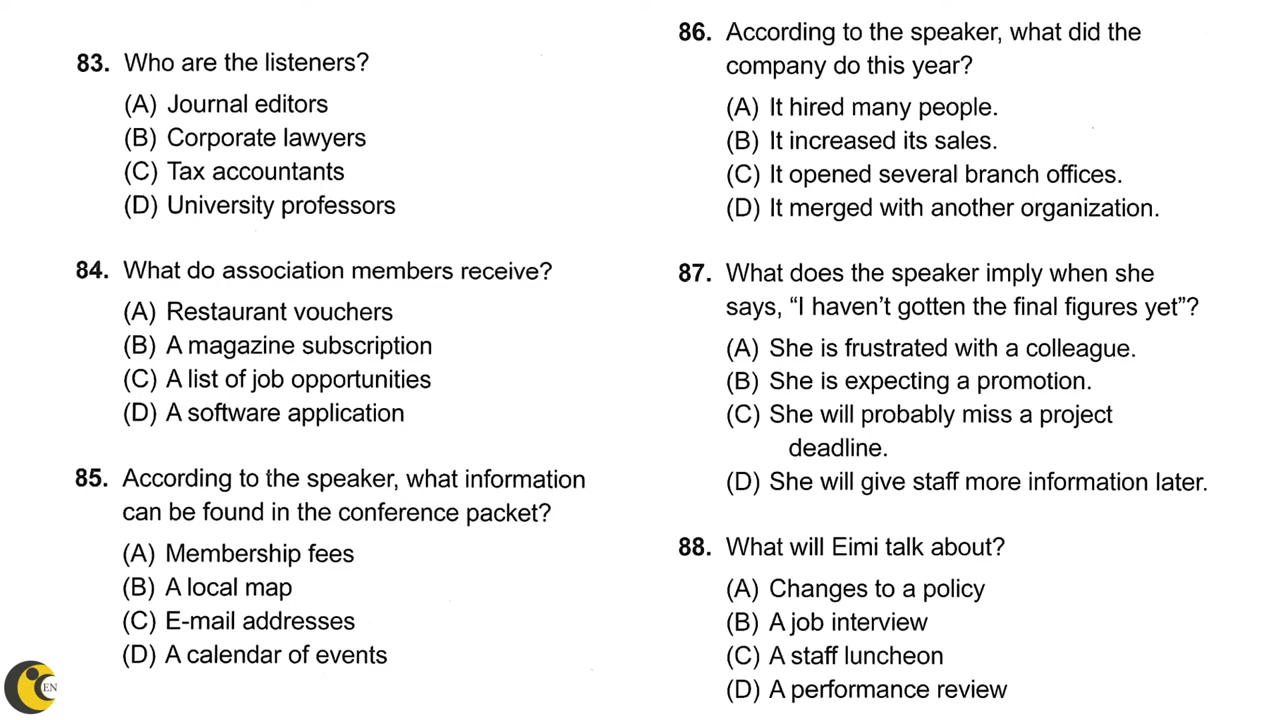 83. Who are the listeners?
(A) Journal editors
(B) Corporate lawyers
(C) Tax accountants
(D) University professors
84. What do association members receive?
(A) Restaurant vouchers
(B) A magazine subscription
(C) A list of job opportunities
(D) A software application
85. According to the speaker, what information
can be found in the conference packet?
(A) Membership fees
(B) A local map
(C) E-mail addresses
(D) A calendar of events
86. According to the speaker, what did the
company do this year?
(A) It hired many people.
(B) It increased its sales.
(C) It opened several branch offices.
(D) It merged with another organization.
87. What does the speaker imply when she
says, “I haven’t gotten the final figures yet”?
(A) She is frustrated with a colleague.
(B) She is expecting a promotion.
(C) She will probably miss a project
deadline.
(D) She will give staff more information later.
88. What will Eimi talk about?
(A) Changes to a policy
(B) A job interview
(C) A staff luncheon
(D) A performance review
EN